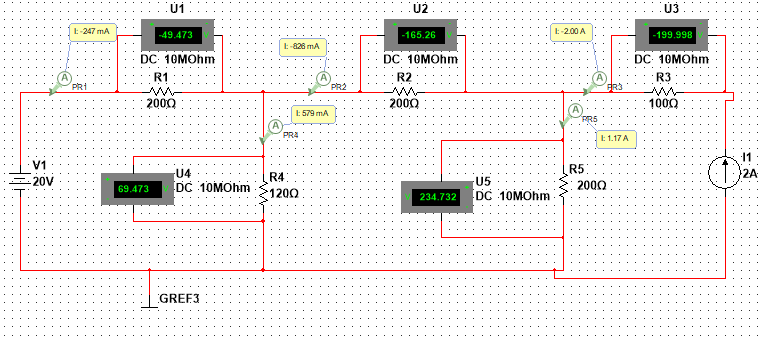 U1
U2
U3
I: -247 mA
-49.473 V
I: -826 mA
-165.26 V
I: -2.00 A
-199.998 V
DC 10MOhm
DC 10MOhm
DC 10MOhm
A
PR1
R1
200Ω
A
PR2
R2
200Ω
A
PR3
R3
100Ω
I: 579 mA
A
PR4
A
PR5
I: 1.17 A
V1
20V
69.473 V
U4
DC 10MOhm
R4
120Ω
234.732
U5
DC 10MOhm
R5
200Ω
I1
2A
GREF3